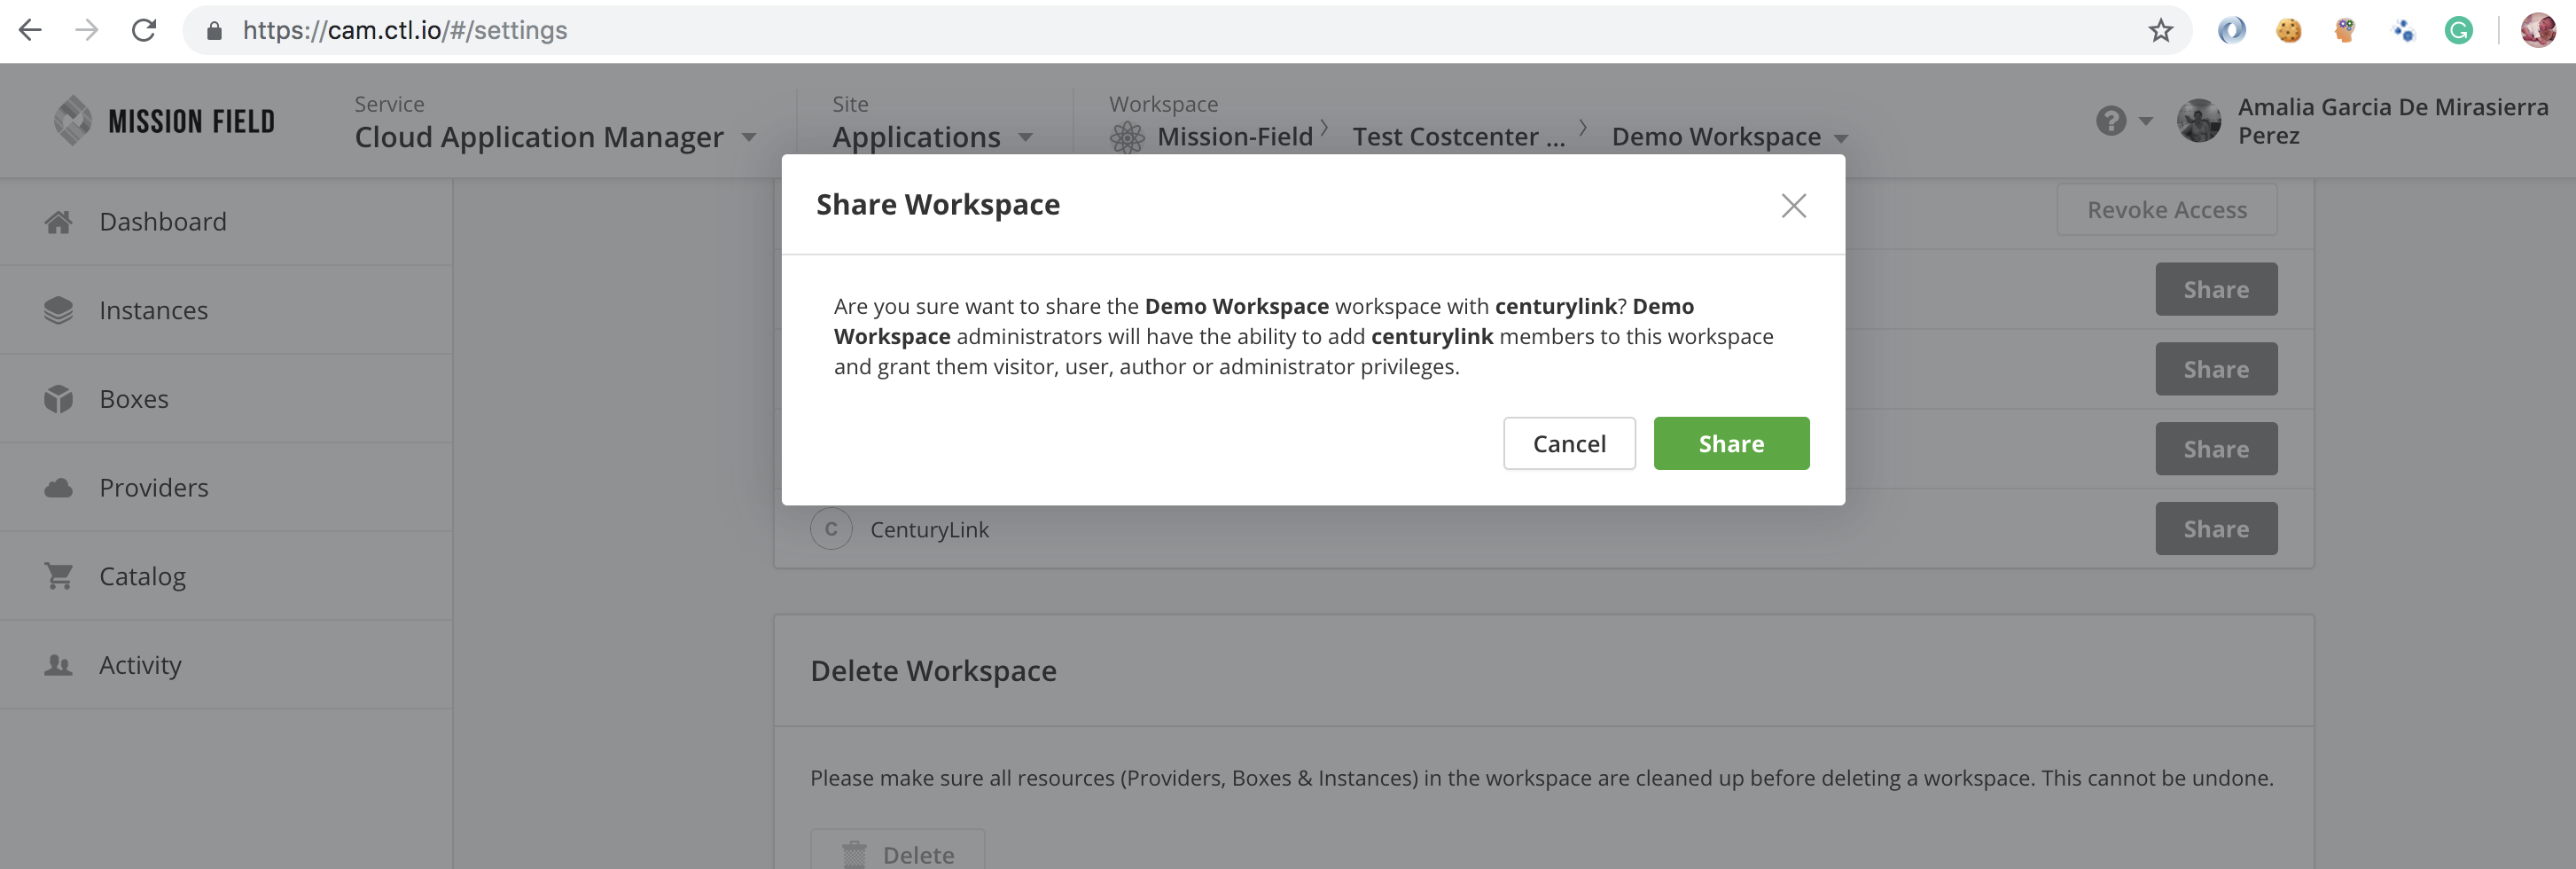 https://cam.ctl.io/#/settings
MISSION FIELD
Service
Cloud Application Manager
Site
Applications
Workspace
Mission-Field
Test Costcenter ...
Demo Workspace
Amalia Garcia De Mirasierra
Perez
Dashboard
Instances
Boxes
Providers
Catalog
Activity
Revoke Access
Share
Share
Share
Share Workspace
Are you sure want to share the Demo Workspace workspace with centurylink? Demo
Workspace administrators will have the ability to add centurylink members to this workspace
and grant them visitor, user, author or administrator privileges.
Cancel
Share
C CenturyLink
Share
Delete Workspace
Please make sure all resources (Providers, Boxes & Instances) in the workspace are cleaned up before deleting a workspace. This cannot be undone.
Delete